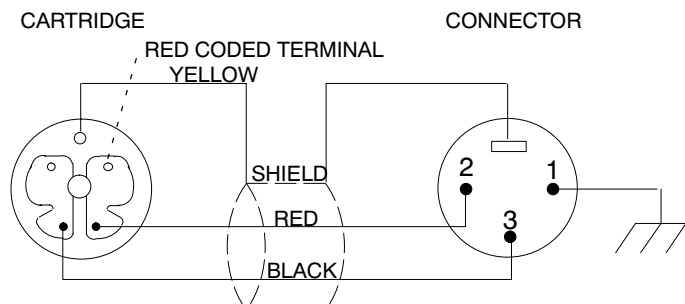 CARTRIDGE
CONNECTOR
RED CODED TERMINAL
YELLOW
SHIELD
2
1
RED
3
BLACK